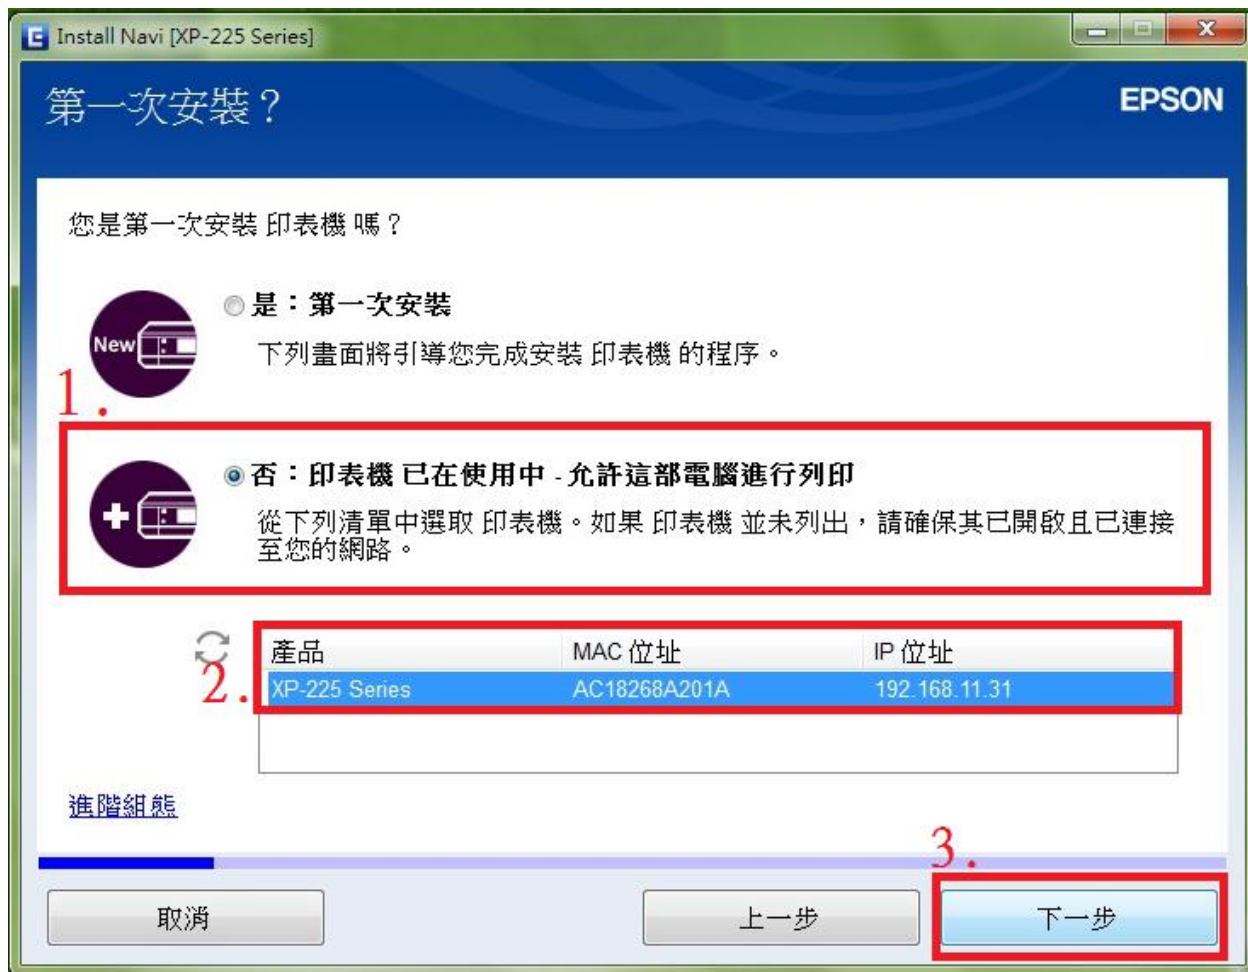 Install Navi [XP-225 Series]
第一次安裝？
EPSON
您是第一次安裝 印表機 嗎？
New
是：第一次安裝
下列畫面將引導您完成安裝 印表機 的程序。
1.
否：印表機 已在使用中 - 允許這部電腦進行列印
從下列清單中選取 印表機。如果 印表機 並未列出，請確保其已開啟且已連接
至您的網路。
2.
產品 MAC 位址 IP 位址
XP-225 Series AC18268A201A 192.168.11.31
進階組態
3.
取消 上一步 下一步